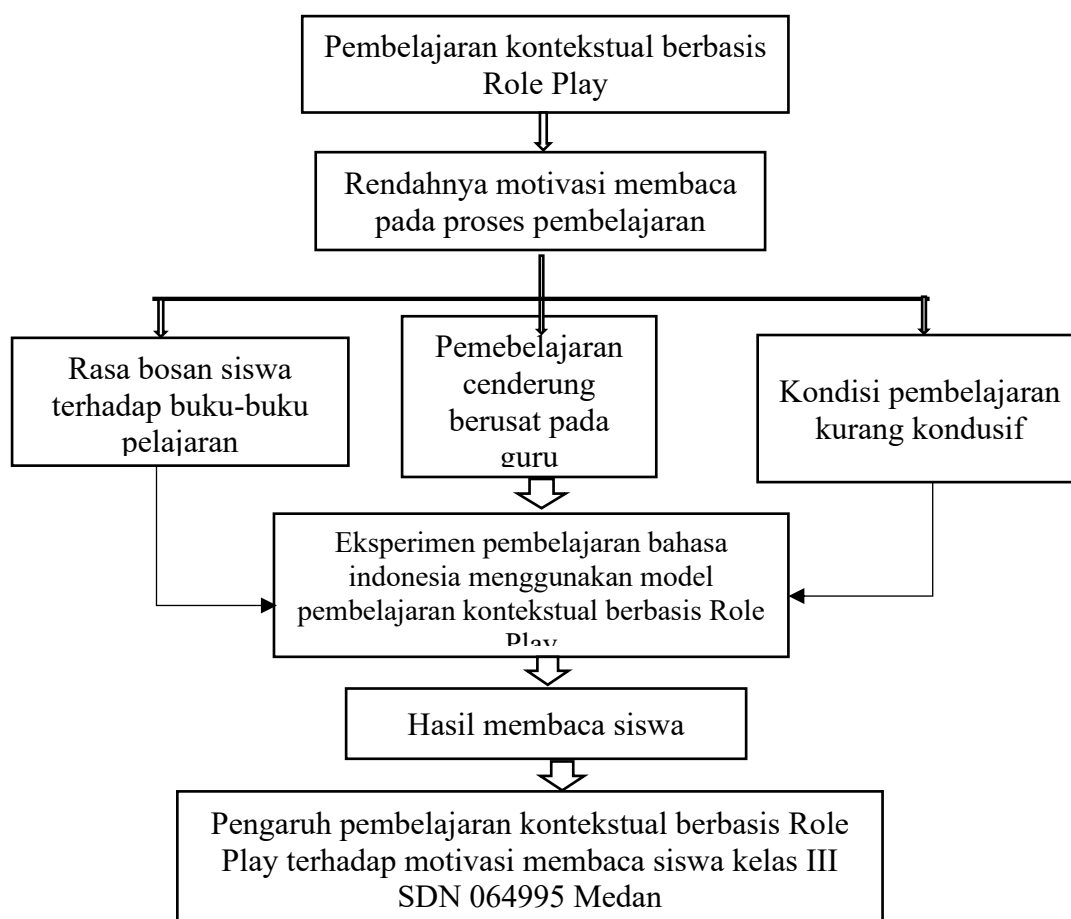 Pembelajaran kontekstual berbasis
Role Play
Rendahnya motivasi membaca
pada proses pembelajaran
Rasa bosan siswa
terhadap buku-buku
pelajaran
Pemebelajaran
cenderung
berusat pada
guru
Kondisi pembelajaran
kurang kondusif
Eksperimen pembelajaran bahasa
indonesia menggunakan model
pembelajaran kontekstual berbasis Role
Play
Hasil membaca siswa
Pengaruh pembelajaran kontekstual berbasis Role
Play terhadap motivasi membaca siswa kelas III
SDN 064995 Medan